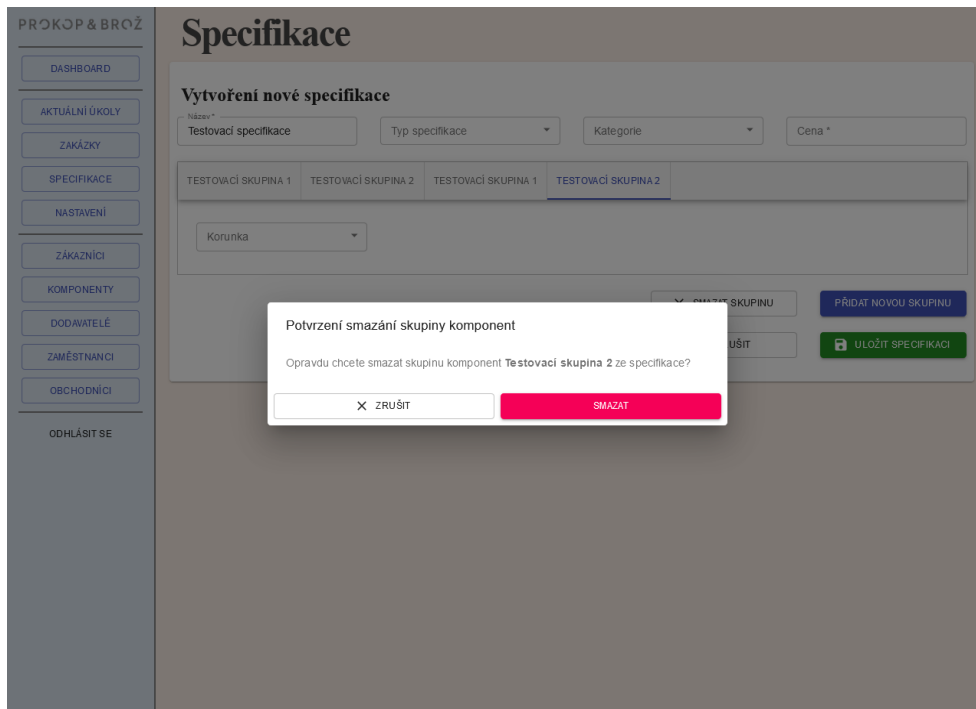 PROKOP & BROŽ
DASHBOARD
AKTUÁLNÍ ÚKOLY
ZAKÁZKY
SPECIFIKACE
NASTAVENÍ
ZÁKAZNÍCI
KOMPONENTY
DODAVATELÉ
ZAMĚSTNANCI
OBCHODNÍCI
ODHLÁSIT SE
Specifikace
Vytvoření nové specifikace
Název *
Testovací specifikace
Typ specifikace
Kategorie
Cena *
TESTOVACÍ SKUPINA 1
TESTOVACÍ SKUPINA 2
TESTOVACÍ SKUPINA 1
TESTOVACÍ SKUPINA 2
Korunka
SKUPINU
PŘIDAT NOVOU SKUPINU
UŠIT
ULOŽIT SPECIFIKACI
Potvrzení smazání skupiny komponent
Opravdu chcete smazat skupinu komponent Testovací skupina 2 ze specifikace?
ZRUŠIT
SMAZAT